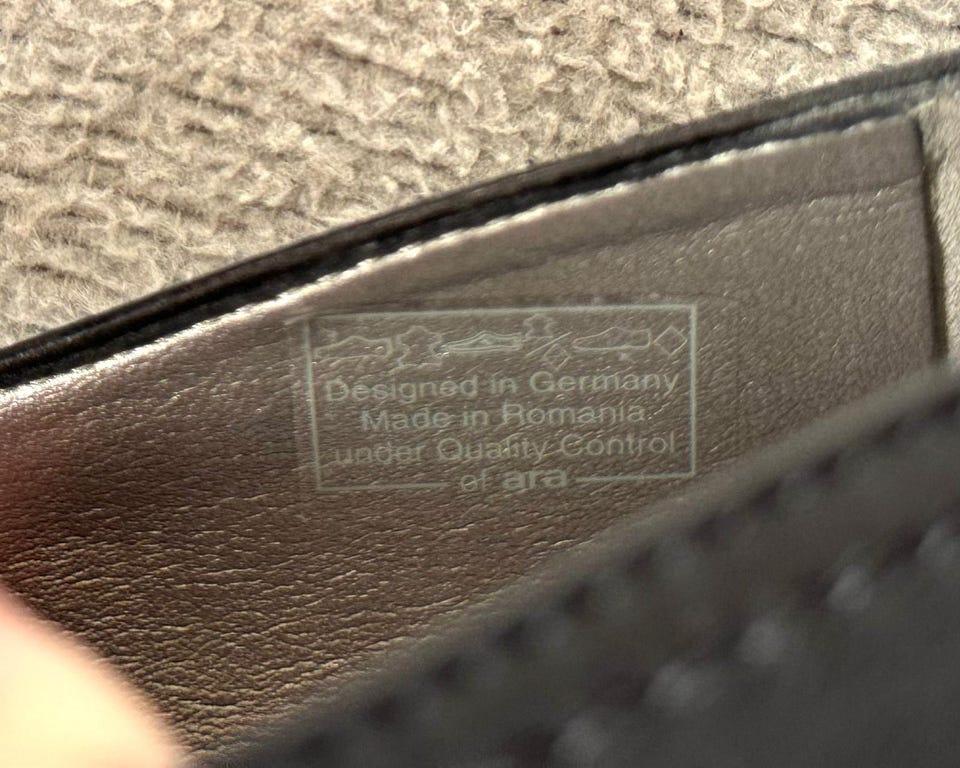 Designed in Germany
Made in Romania
under Quality Control
of ara